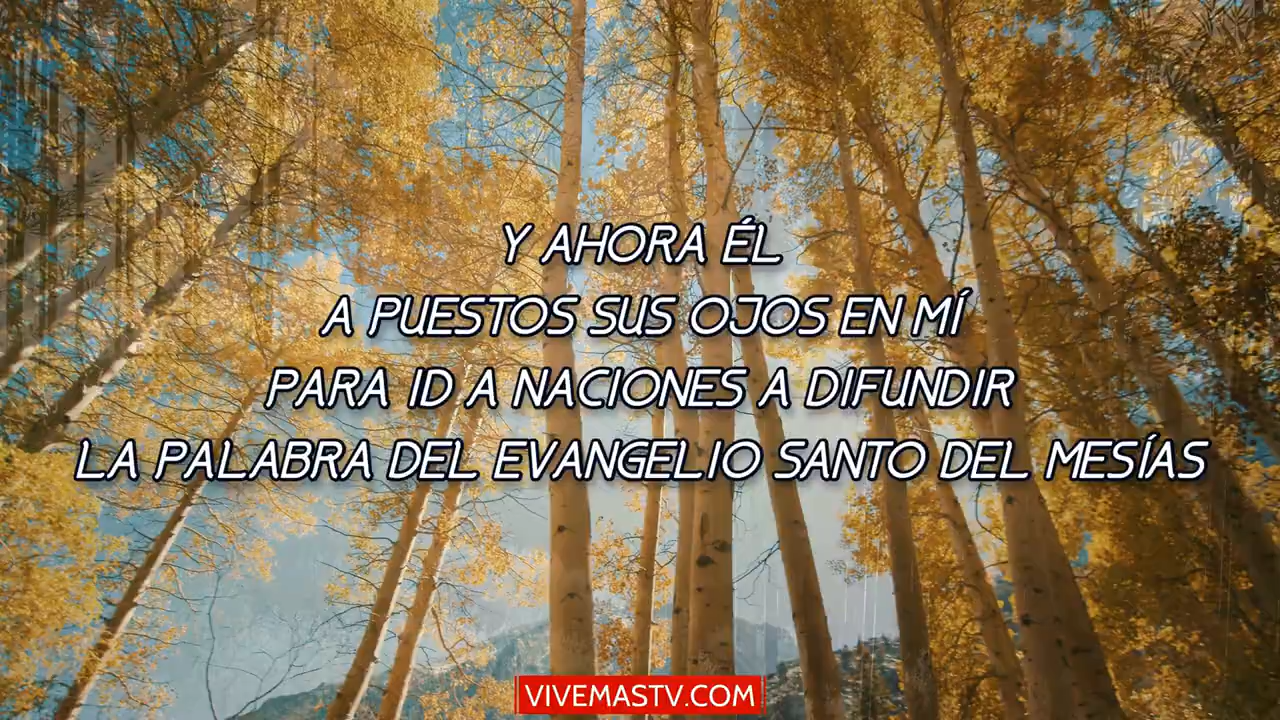 Y AHORA ÉL
A PUESTOS SUS OJOS EN MÍ
PARA ID A NACIONES A DIFUNDIR
LA PALABRA DEL EVANGELIO SANTO DEL MESÍAS
VIVEMASTV.COM